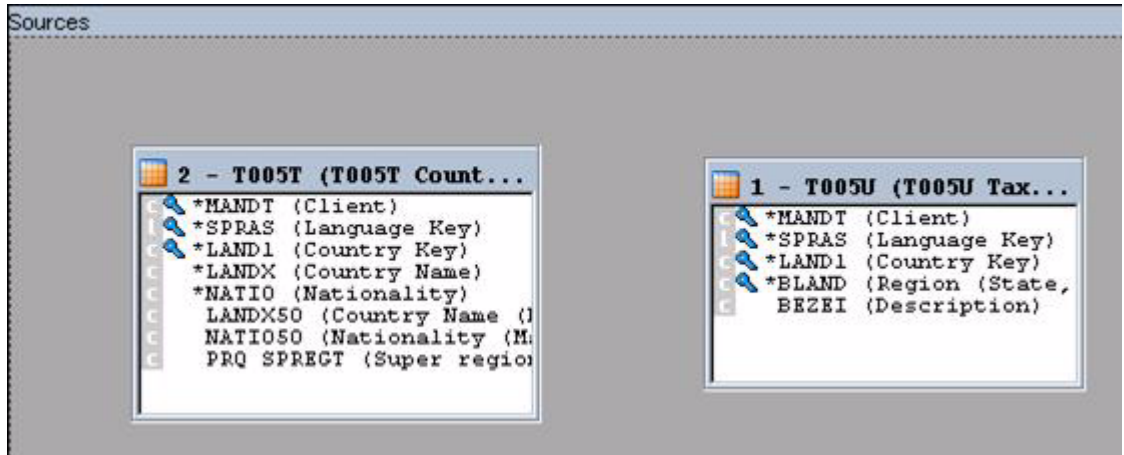 Sources
2 - T005T (T005T Count...
*MANDT (Client)
*SPRAS (Language Key)
*LAND1 (Country Key)
*LANDX (Country Name)
*NATIO (Nationality)
LANDX50 (Country Name (
NATIO50 (Nationality (M
PRQ SPREGT (Super region
1 - T005U (T005U Tax...
*MANDT (Client)
*SPRAS (Language Key)
*LAND1 (Country Key)
*BLAND (Region (State,
BEZEI (Description)